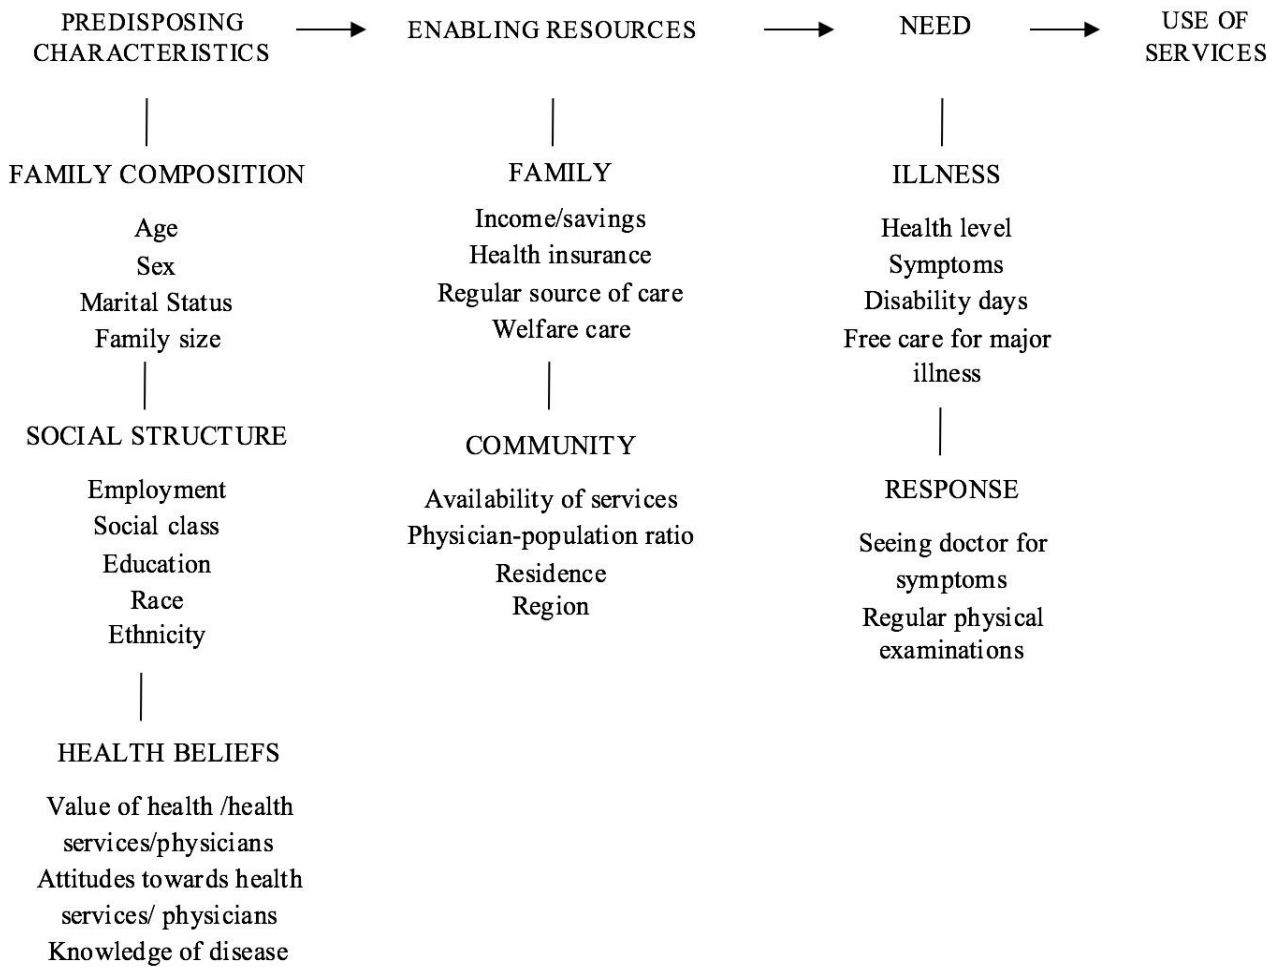 PREDISPOSING
CHARACTERISTICS
ENABLING RESOURCES
NEED
USE OF
SERVICES
FAMILY COMPOSITION
Age
Sex
Marital Status
Family size
SOCIAL STRUCTURE
Employment
Social class
Education
Race
Ethnicity
HEALTH BELIEFS
Value of health /health
services/physicians
Attitudes towards health
services/ physicians
Knowledge of disease
FAMILY
Income/savings
Health insurance
Regular source of care
Welfare care
COMMUNITY
Availability of services
Physician-population ratio
Residence
Region
ILLNESS
Health level
Symptoms
Disability days
Free care for major
illness
RESPONSE
Seeing doctor for
symptoms
Regular physical
examinations